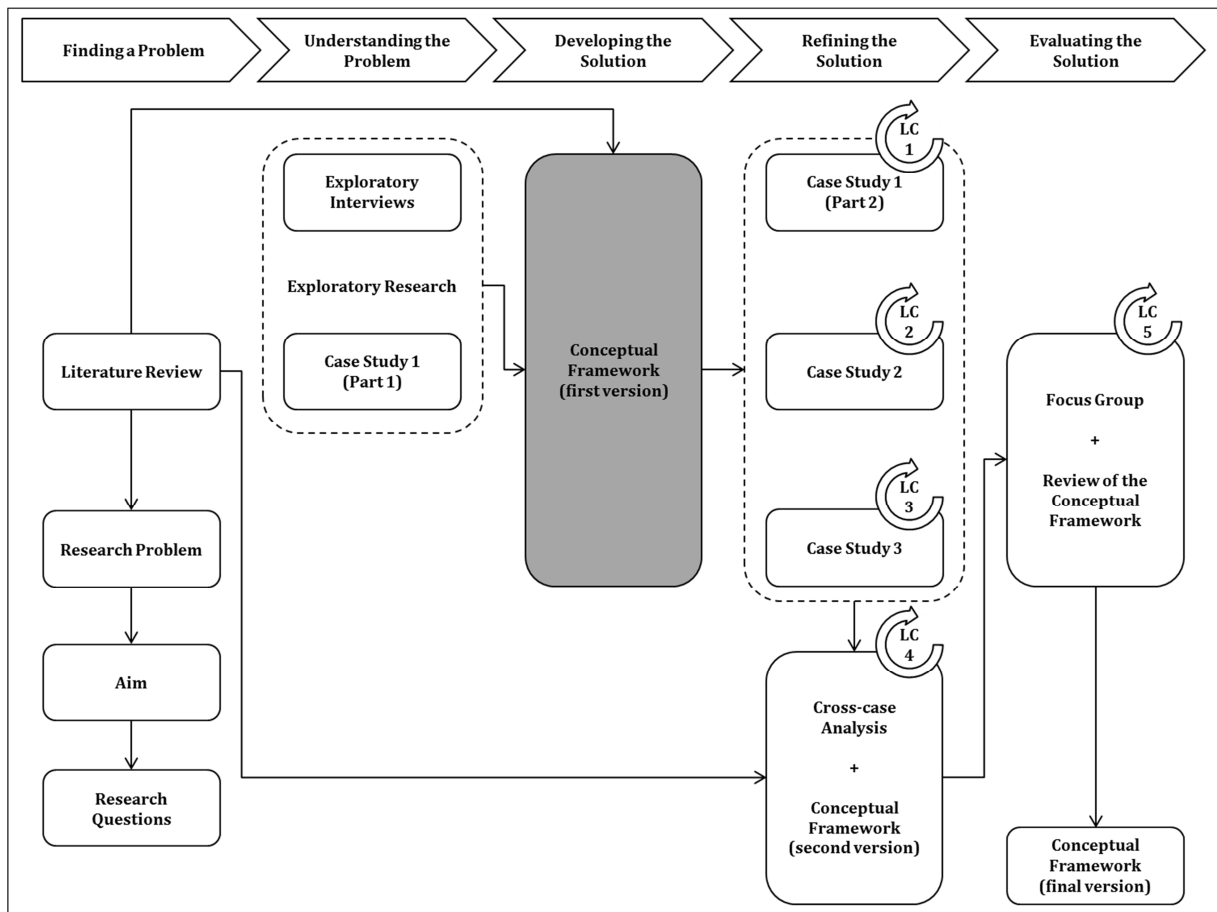 Finding a Problem
Understanding the
Problem
Developing the
Solution
Refining the
Solution
Evaluating the
Solution
LC
1
Exploratory
Interviews
Case Study 1
(Part 2)
Exploratory Research
LC
2
LC
5
Literature Review
Case Study 1
(Part 1)
Conceptual
Framework
(first version)
Case Study 2
Focus Group
+
Review of the
Conceptual
Framework
LC
3
Research Problem
Case Study 3
LC
4
Aim
Cross-case
Analysis
+
Conceptual
Framework
(second version)
Research
Questions
Conceptual
Framework
(final version)